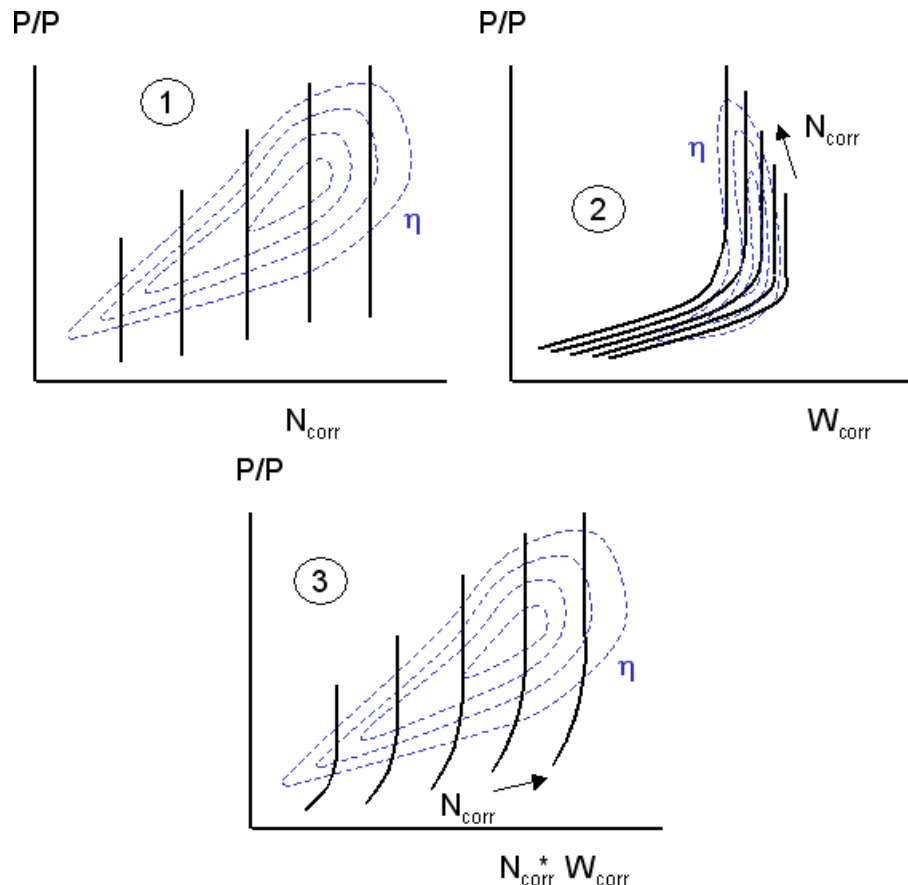 P/P
1
η
N_corr
P/P
N_corr
η
2
W_corr
P/P
3
η
N_corr
N_corr * W_corr